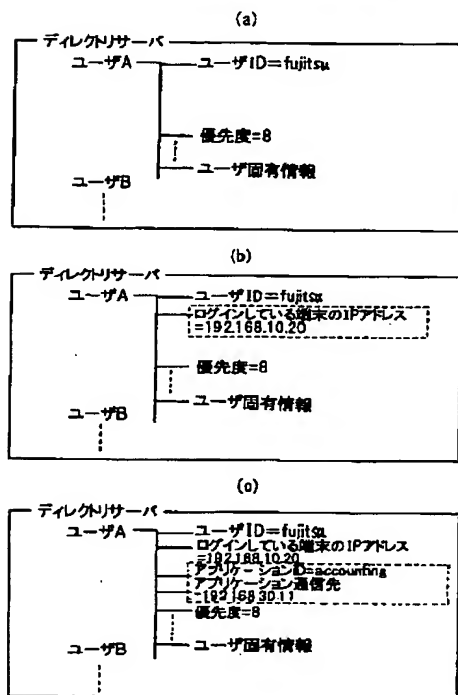 (a)
ディレクトリサーバ
ユーザA
ユーザID=fujitsu
優先度=8
ユーザ固有情報
ユーザB
(b)
ディレクトリサーバ
ユーザA
ユーザID=fujitsu
ログインしている端末のIPアドレス
=192.168.10.20
優先度=8
ユーザ固有情報
ユーザB
(c)
ディレクトリサーバ
ユーザA
ユーザID=fujitsu
ログインしている端末のIPアドレス
=192.168.10.20
アプリケーションID=accounting
アプリケーション通信先
=192.168.30.11
優先度=8
ユーザ固有情報
ユーザB